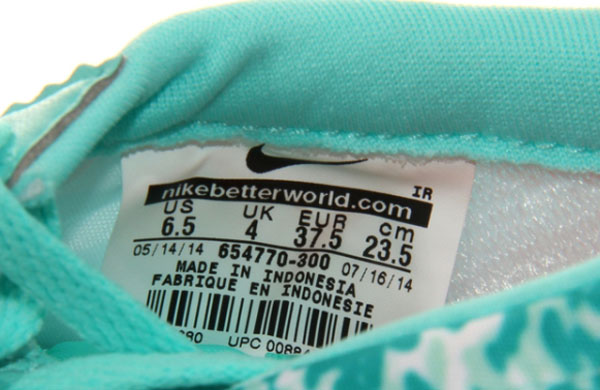 nikebetterworld.com IR
US UK EUR cm
6.5 4 37.5 23.5
05/14/14 654770-300 07/16/14
MADE IN INDONESIA
FABRIQUE EN INDONESIE
UPC